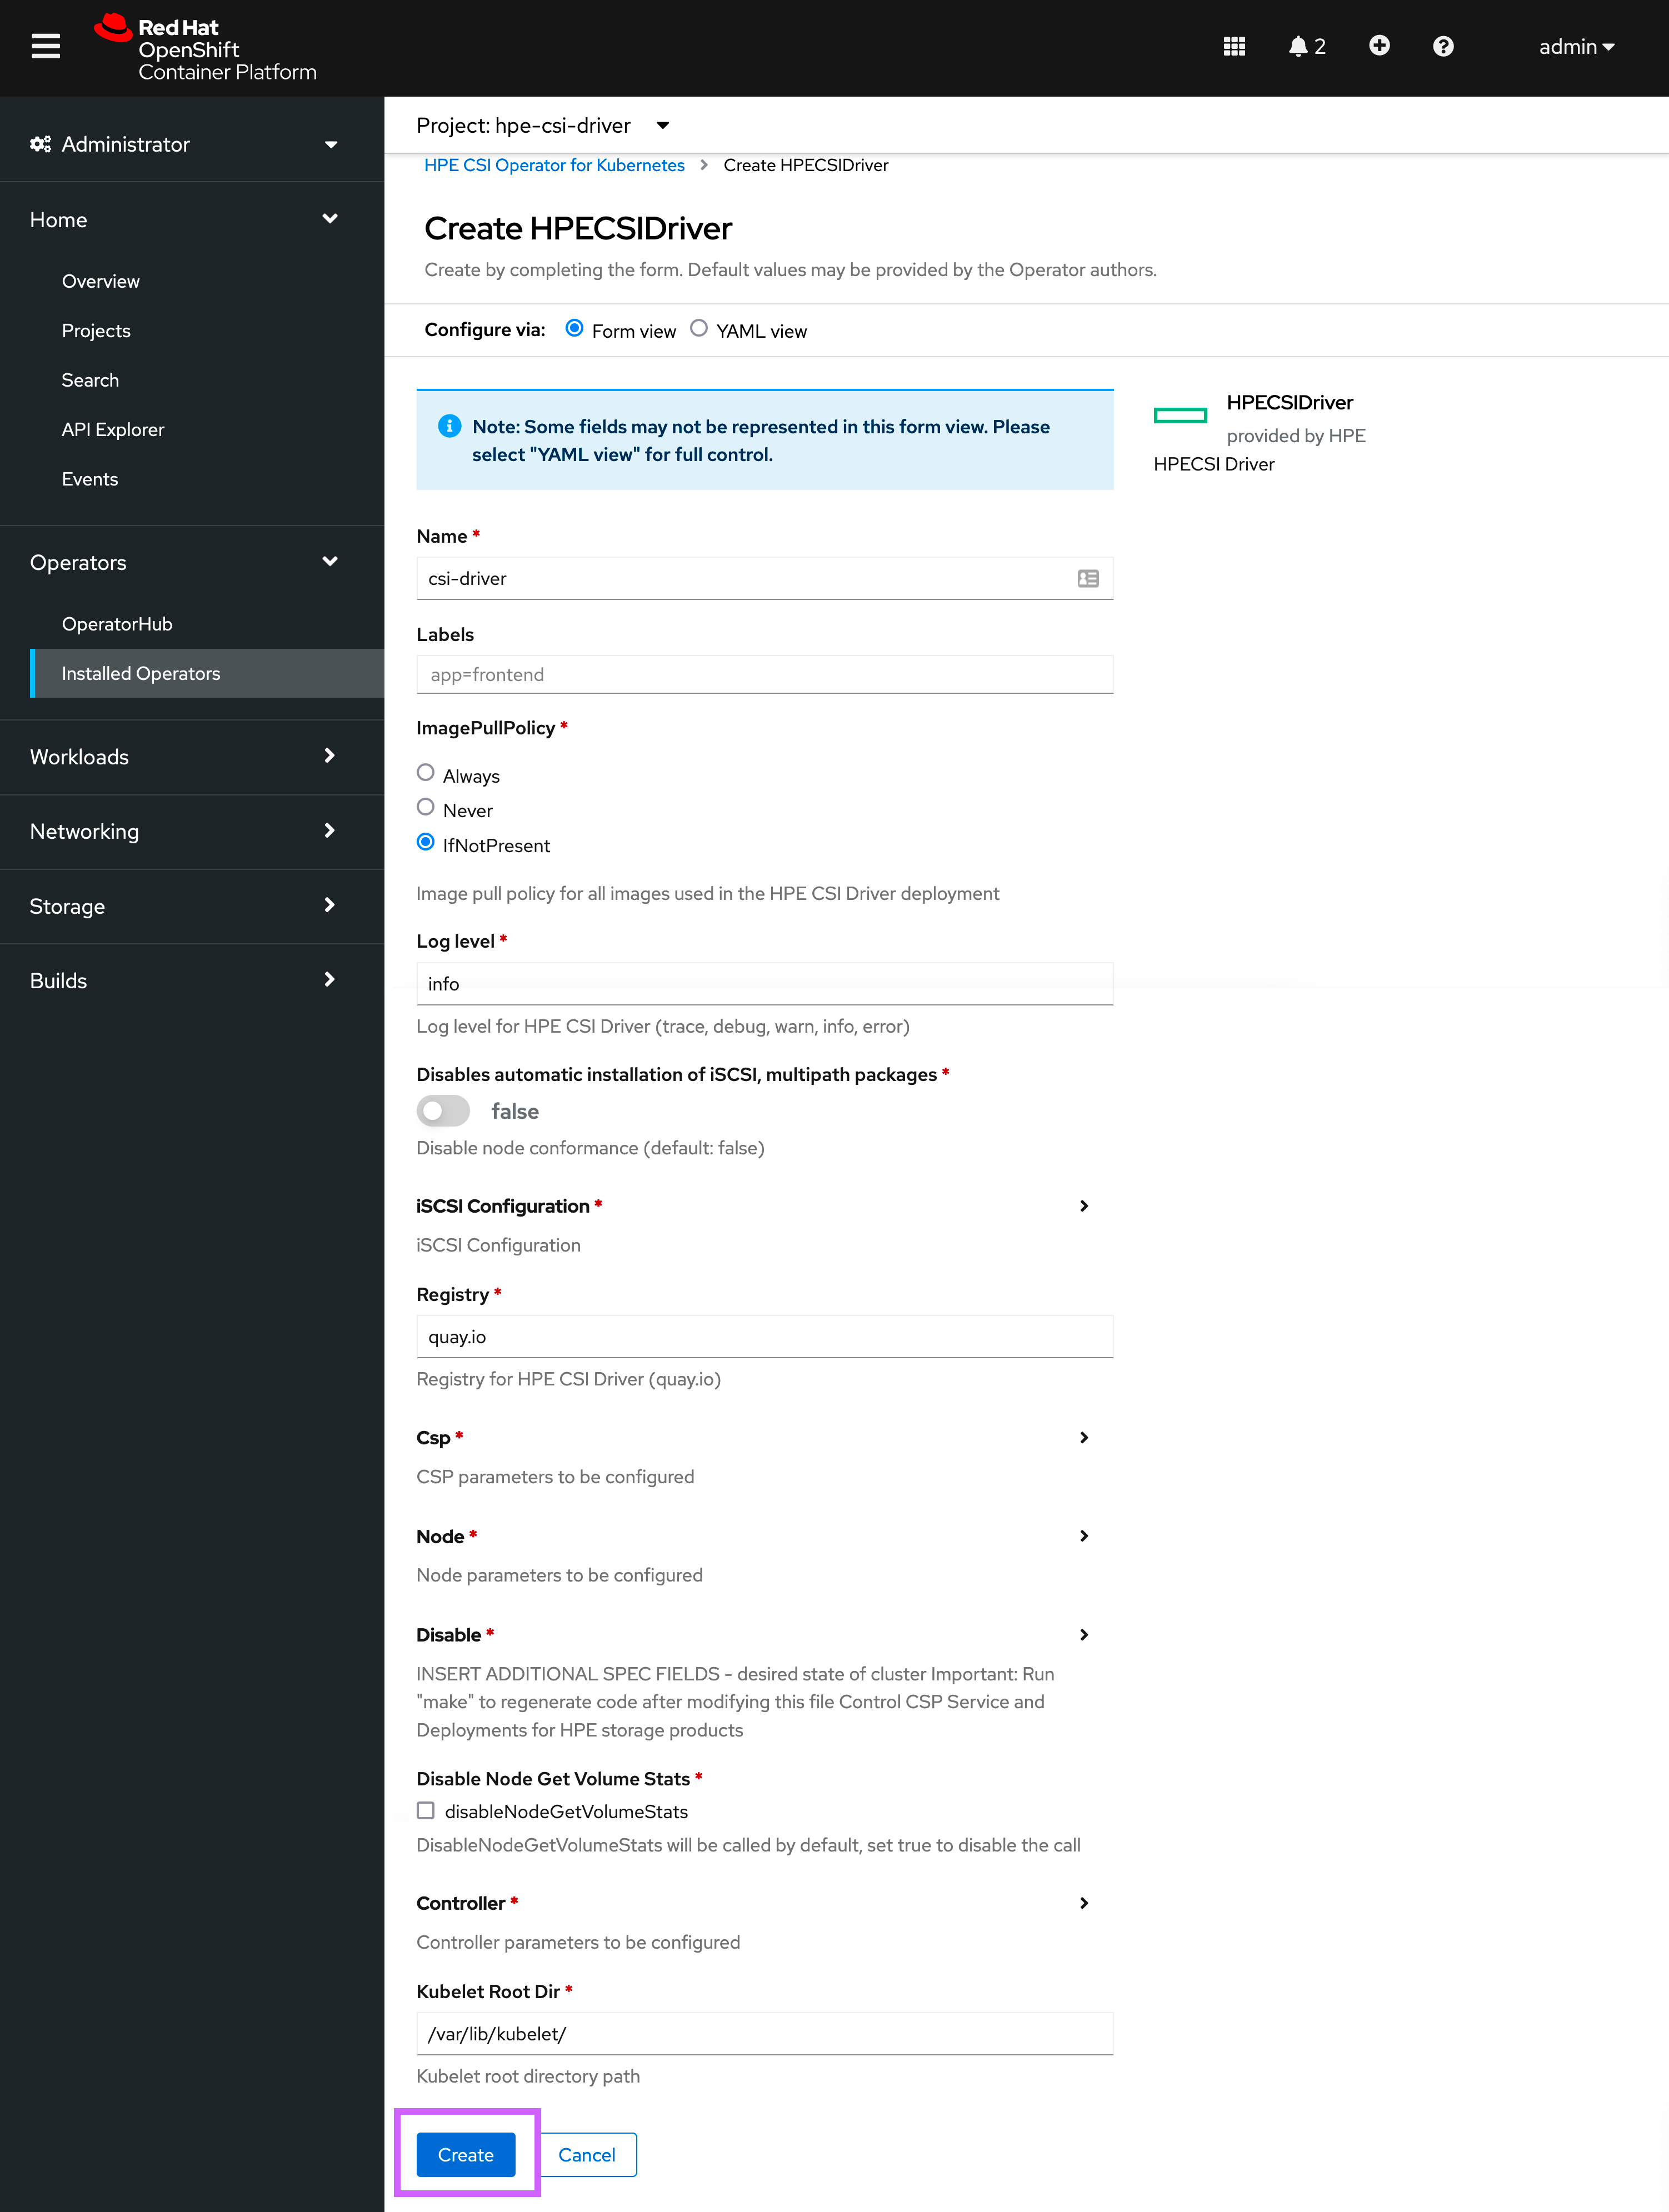 Red Hat
OpenShift
Container Platform
2
admin
Administrator
Home
Overview
Projects
Search
API Explorer
Events
Operators
OperatorHub
Installed Operators
Workloads
Networking
Storage
Builds
Project: hpe-csi-driver
HPE CSI Operator for Kubernetes > Create HPECSIDriver
Create HPECSIDriver
Create by completing the form. Default values may be provided by the Operator authors.
Configure via: Form view YAML view
Note: Some fields may not be represented in this form view. Please
select "YAML view" for full control.
HPECSIDriver
provided by HPE
HPECSI Driver
Name *
csi-driver
Labels
app=frontend
ImagePullPolicy *
Always
Never
IfNotPresent
Image pull policy for all images used in the HPE CSI Driver deployment
Log level *
info
Log level for HPE CSI Driver (trace, debug, warn, info, error)
Disables automatic installation of iSCSI, multipath packages *
false
Disable node conformance (default: false)
iSCSI Configuration *
iSCSI Configuration
Registry *
quay.io
Registry for HPE CSI Driver (quay.io)
Csp *
CSP parameters to be configured
Node *
Node parameters to be configured
Disable *
INSERT ADDITIONAL SPEC FIELDS - desired state of cluster Important: Run
"make" to regenerate code after modifying this file Control CSP Service and
Deployments for HPE storage products
Disable Node Get Volume Stats *
disableNodeGetVolumeStats
DisableNodeGetVolumeStats will be called by default, set true to disable the call
Controller *
Controller parameters to be configured
Kubelet Root Dir *
/var/lib/kubelet/
Kubelet root directory path
Create Cancel